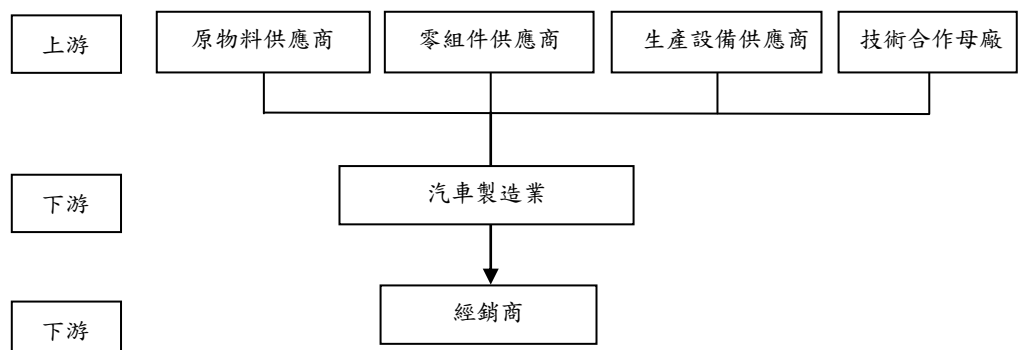 上游
原物料供應商
零組件供應商
生產設備供應商
技術合作母廠
下游
汽車製造業
下游
經銷商